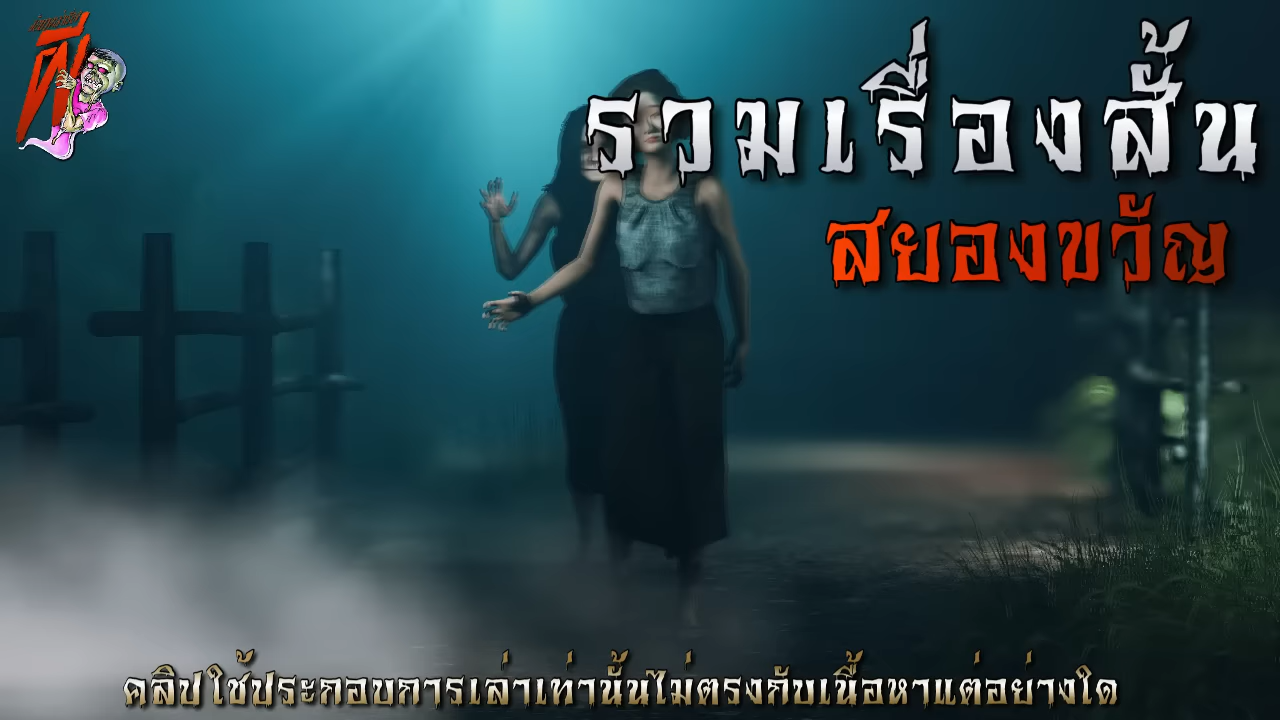 ผี
รวมเรื่องสั้น
สยองขวัญ
คลิปใช้ประกอบการเล่าเท่านั้นไม่ตรงกับเนื้อหาแต่อย่างใด